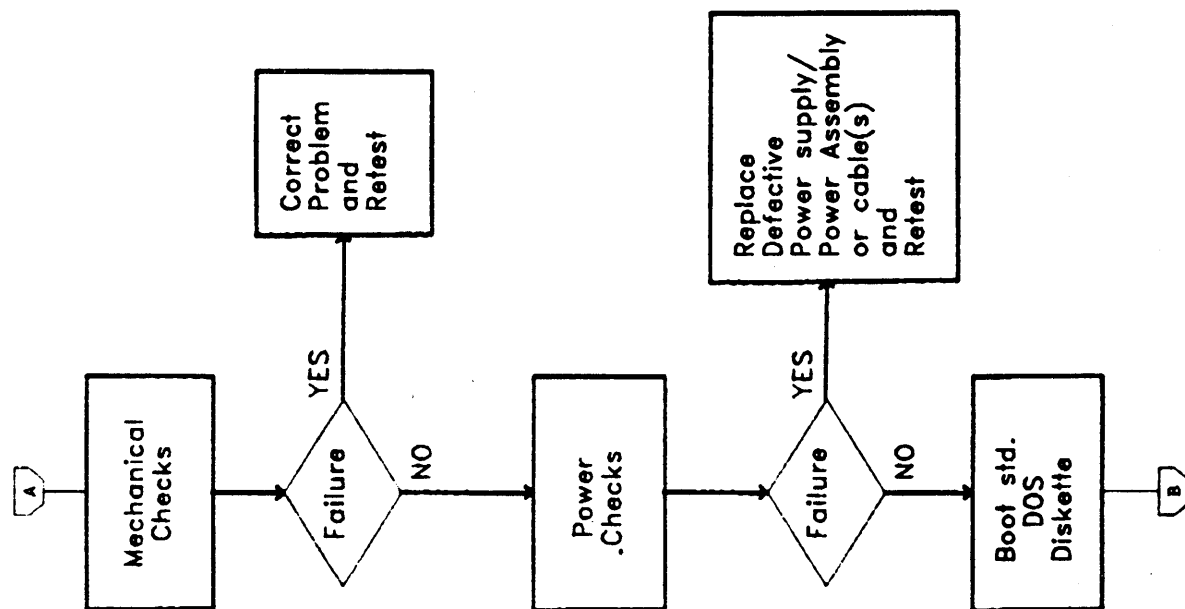 A
Mechanical
Checks
Failure
YES
Correct
Problem
and
Retest
NO
Power
.Checks
Failure
YES
Replace
Defective
Power supply/
Power Assembly
or cable(s)
and
Retest
NO
Boot std.
DOS
Diskette
B